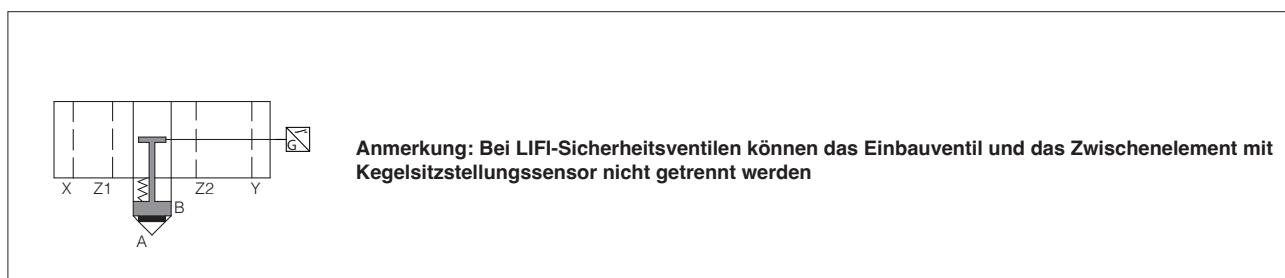 G
Anmerkung: Bei LIFI-Sicherheitsventilen können das Einbauventil und das Zwischenelement mit
Kegelsitzstellungssensor nicht getrennt werden
X Z1 Z2 Y
B
A